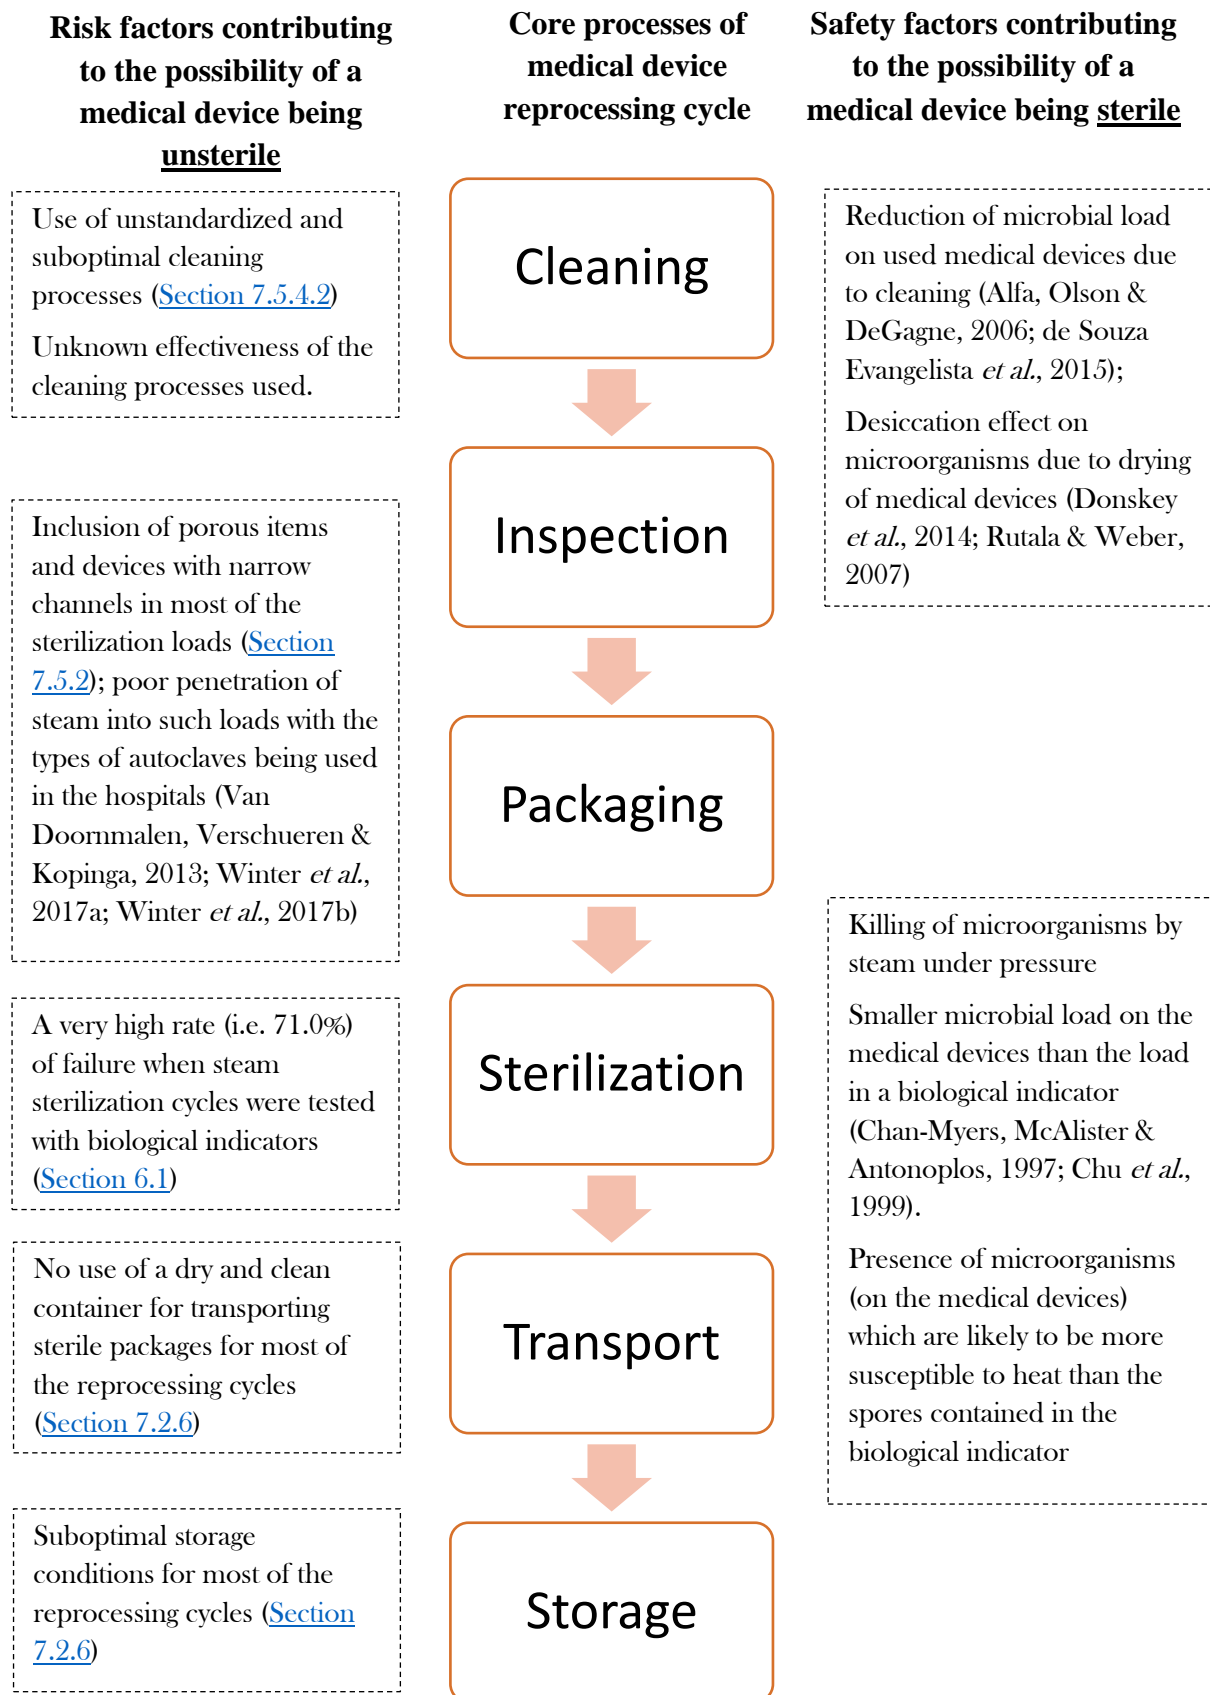 Risk factors contributing
to the possibility of a
medical device being
unsterile
Core processes of
medical device
reprocessing cycle
Safety factors contributing
to the possibility of a
medical device being sterile
Use of unstandardized and
suboptimal cleaning
processes (Section 7.5.4.2)
Unknown effectiveness of the
cleaning processes used.
Cleaning
Reduction of microbial load
on used medical devices due
to cleaning (Alfa, Olson &
DeGagne, 2006; de Souza
Evangelista et al., 2015);
Desiccation effect on
microorganisms due to drying
of medical devices (Donskey
et al., 2014; Rutala & Weber,
2007)
Inspection
Inclusion of porous items
and devices with narrow
channels in most of the
sterilization loads (Section
7.5.2); poor penetration of
steam into such loads with the
types of autoclaves being used
in the hospitals (Van
Doornmalen, Verschueren &
Kopinga, 2013; Winter et al.,
2017a; Winter et al., 2017b)
Packaging
A very high rate (i.e. 71.0%)
of failure when steam
sterilization cycles were tested
with biological indicators
(Section 6.1)
Sterilization
Killing of microorganisms by
steam under pressure
Smaller microbial load on the
medical devices than the load
in a biological indicator
(Chan-Myers, McAlister &
Antonoplos, 1997; Chu et al.,
1999).
Presence of microorganisms
(on the medical devices)
which are likely to be more
susceptible to heat than the
spores contained in the
biological indicator
No use of a dry and clean
container for transporting
sterile packages for most of
the reprocessing cycles
(Section 7.2.6)
Transport
Suboptimal storage
conditions for most of the
reprocessing cycles (Section
7.2.6)
Storage